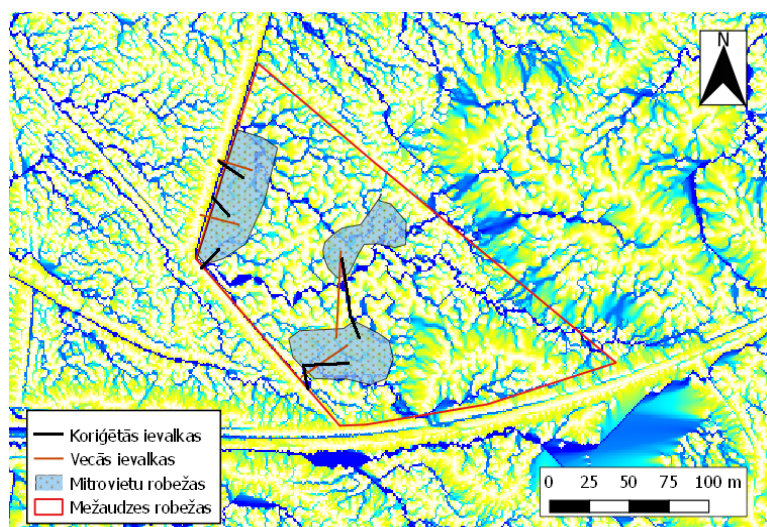 N
Koriģētās ievalkas
Vecās ievalkas
Mitrovietu robežas
Mežaudzes robežas
0 25 50 75 100 m